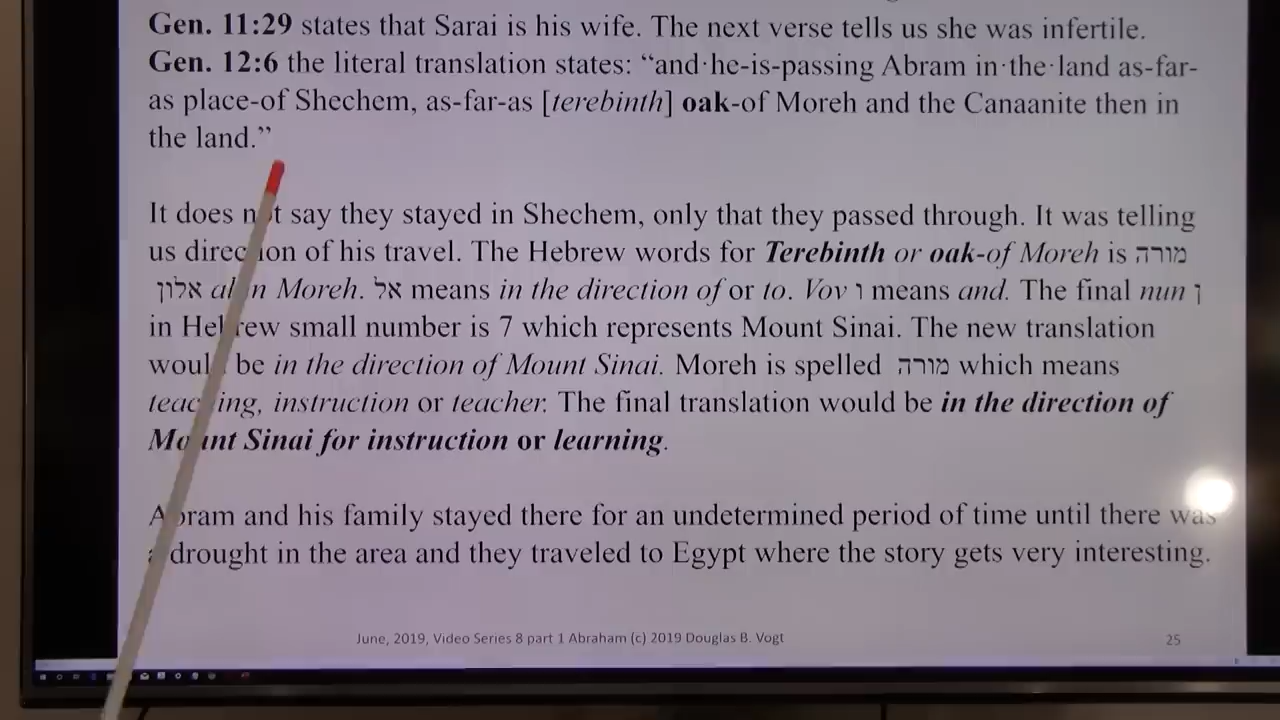 Gen. 11:29 states that Sarai is his wife. The next verse tells us she was infertile.
Gen. 12:6 the literal translation states: “and·he-is-passing Abram in·the·land as-far-
as place-of Shechem, as-far-as [terebinth] oak-of Moreh and the Canaanite then in
the land.”
It does not say they stayed in Shechem, only that they passed through. It was telling
us direction of his travel. The Hebrew words for Terebinth or oak-of Moreh is מורה
אלון Moreh. אל means in the direction of or to. Vov ו means and. The final nun ן
in Hebrew small number is 7 which represents Mount Sinai. The new translation
would be in the direction of Mount Sinai. Moreh is spelled מורה which means
teaching, instruction or teacher. The final translation would be in the direction of
Mount Sinai for instruction or learning.
Abram and his family stayed there for an undetermined period of time until there was
a drought in the area and they traveled to Egypt where the story gets very interesting.
June, 2019, Video Series 8 part 1 Abraham (c) 2019 Douglas B. Vogt
25